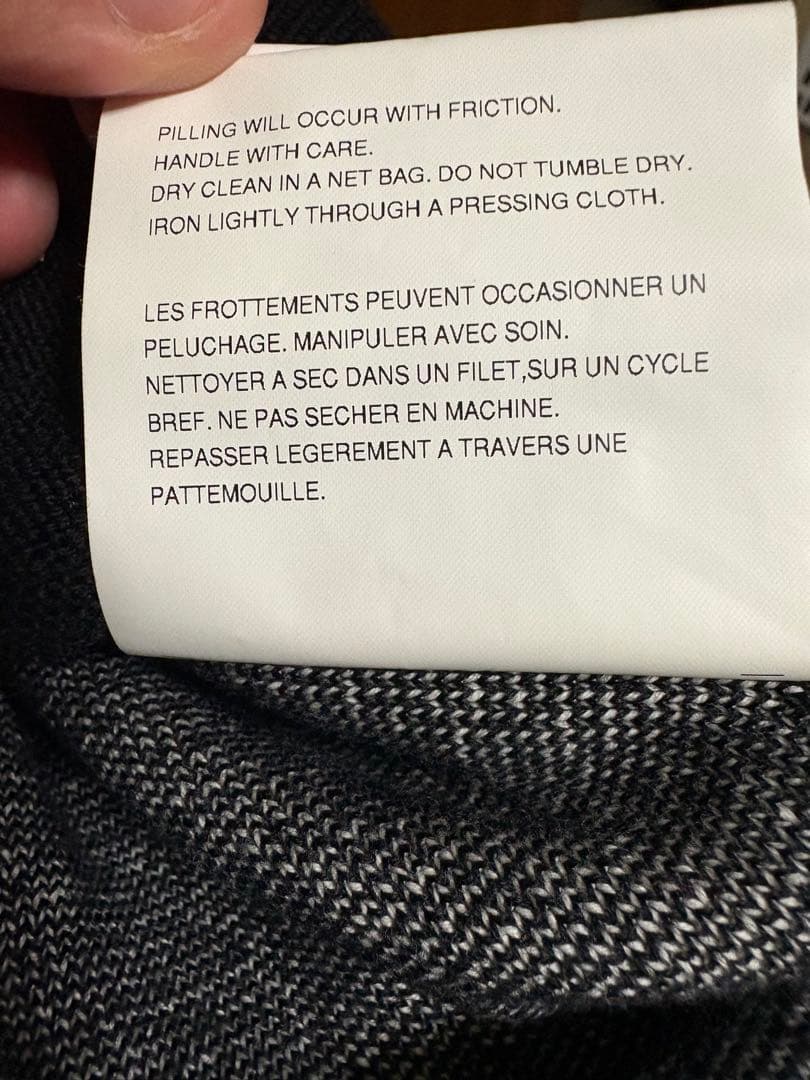 PILLING WILL OCCUR WITH FRICTION.
HANDLE WITH CARE.
DRY CLEAN IN A NET BAG. DO NOT TUMBLE DRY.
IRON LIGHTLY THROUGH A PRESSING CLOTH.
LES FROTTEMENTS PEUVENT OCCASIONNER UN
PELUCHAGE. MANIPULER AVEC SOIN.
NETTOYER A SEC DANS UN FILET,SUR UN CYCLE
BREF. NE PAS SECHER EN MACHINE.
REPASSER LEGEREMENT A TRAVERS UNE
PATTEMOUILLE.